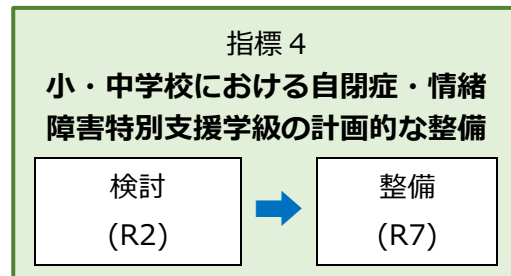 指標４
小・中学校における自閉症・情緒
障害特別支援学級の計画的な整備
検討
(R2)
整備
(R7)